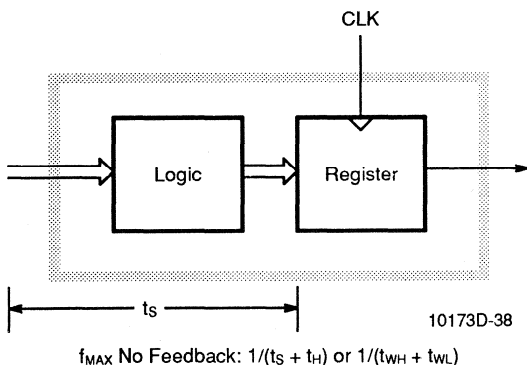 CLK
Logic
Register
tS
10173D-38
fMAX No Feedback: 1/(tS + tH) or 1/(tWH + tWL)